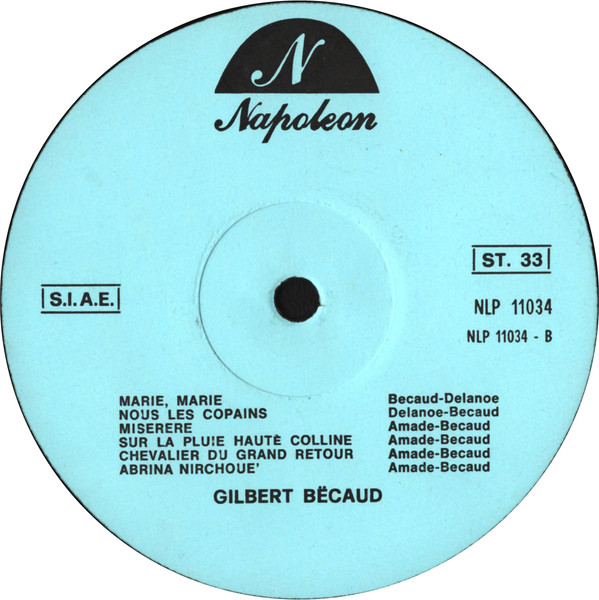 N
Napoleon
S.I.A.E.
ST. 33
NLP 11034
NLP 11034 - B
MARIE, MARIE Becaud-Delanoe
NOUS LES COPAINS Delanoe-Becaud
MISERERE Amade-Becaud
SUR LA PLUIE HAUTÈ COLLINE Amade-Becaud
CHEVALIER DU GRAND RETOUR Amade-Becaud
ABRINA NIRCHOUE' Amade-Becaud
GILBERT BËCAUD